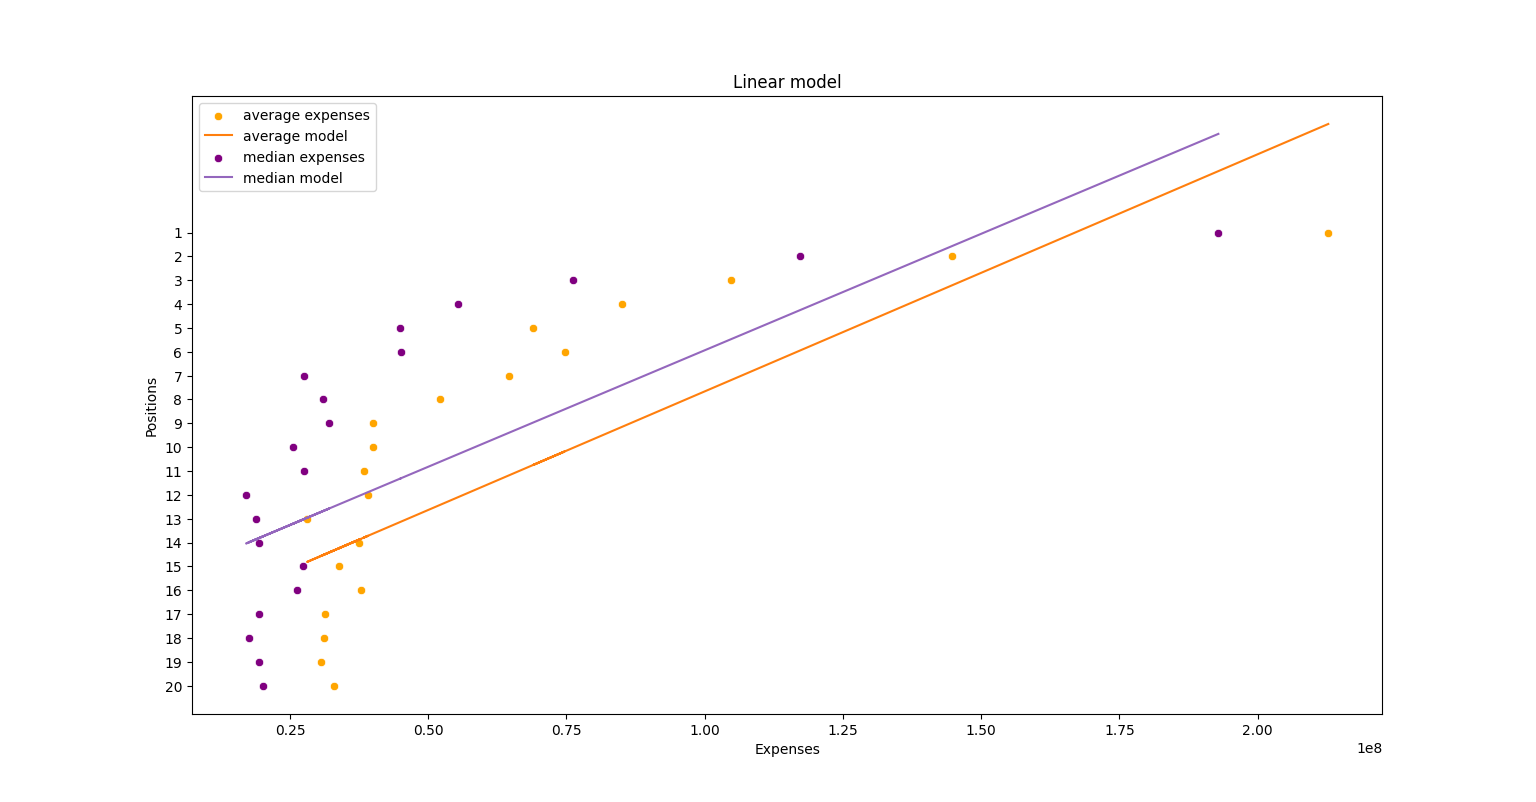 Linear model
average expenses
average model
median expenses
median model
Positions
1
2
3
4
5
6
7
8
9
10
11
12
13
14
15
16
17
18
19
20
0.25 0.50 0.75 1.00 1.25 1.50 1.75 2.00
Expenses
1e8